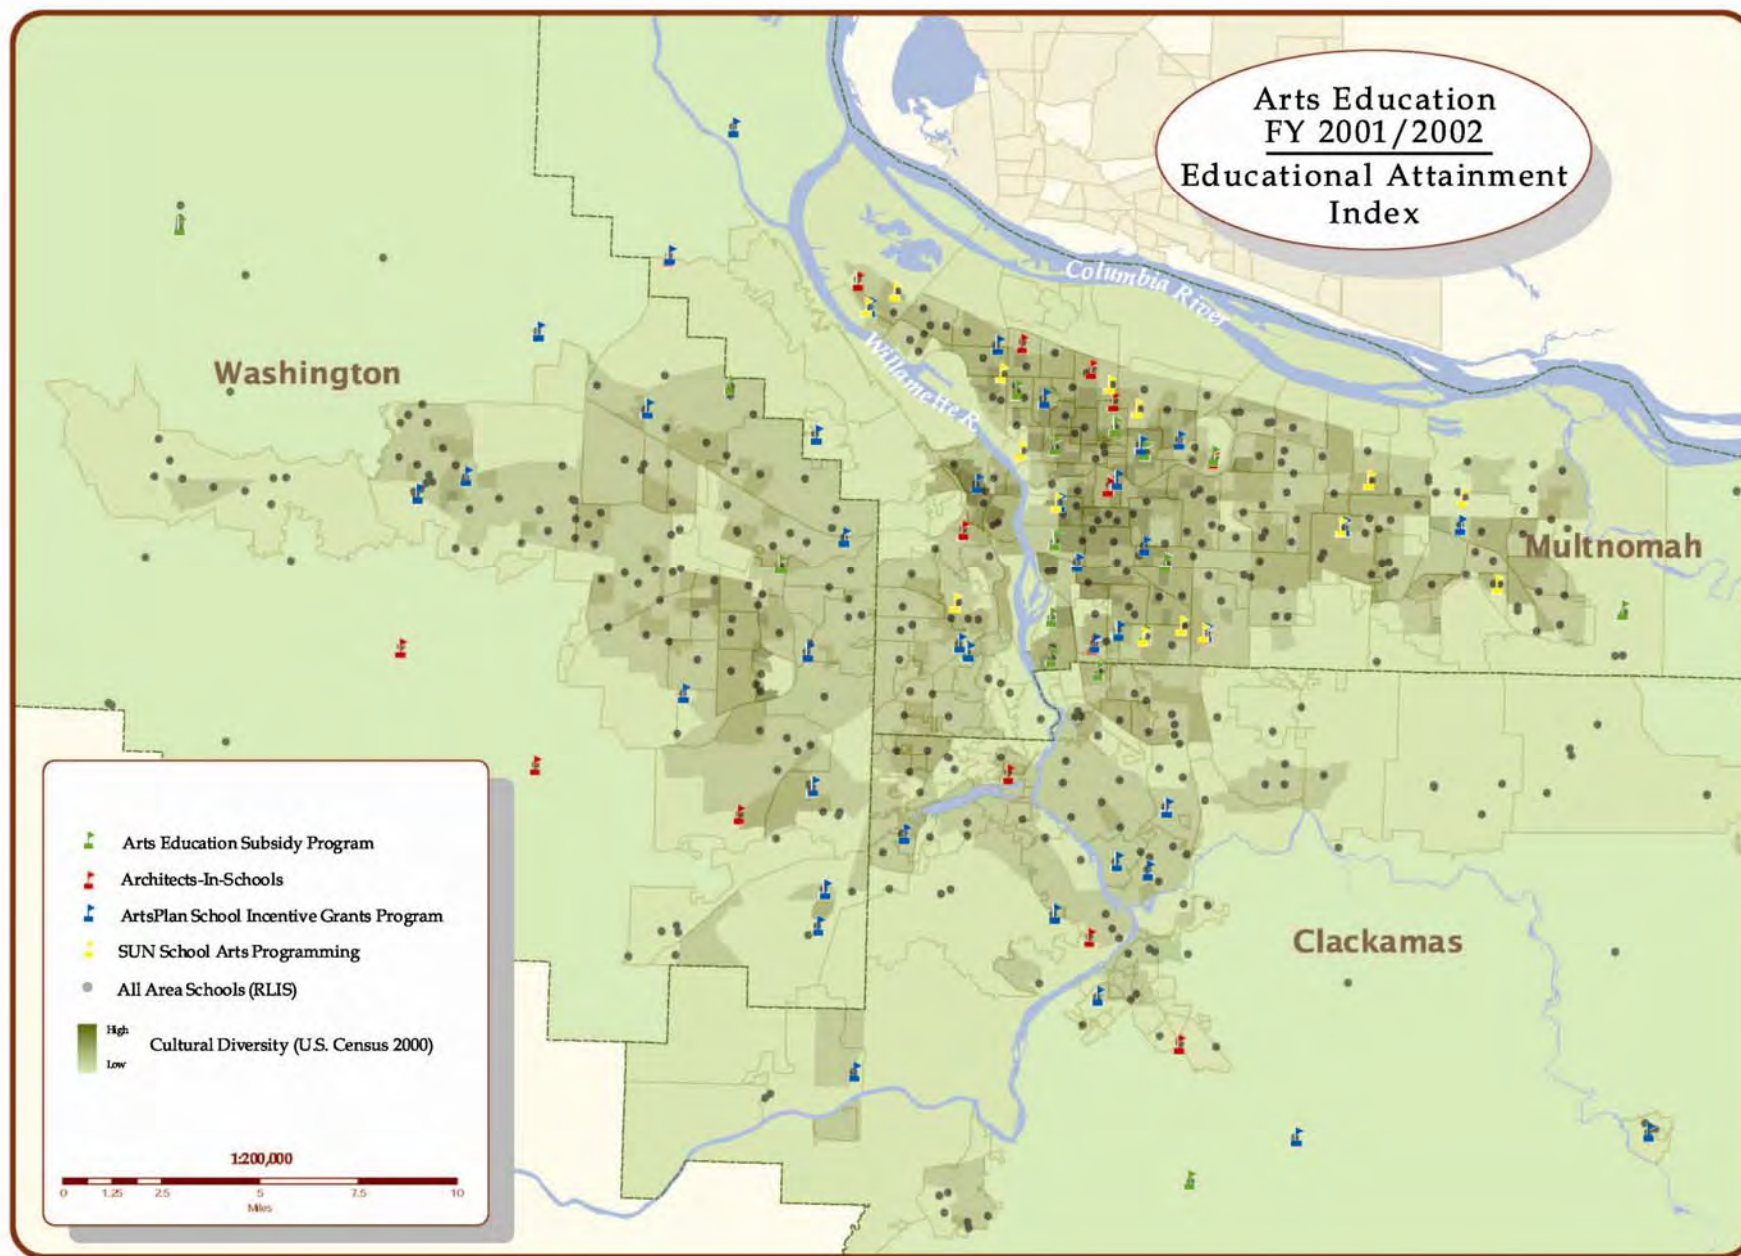 Arts Education
FY 2001/2002
Educational Attainment
Index
Columbia River
Willamette R.
Washington
Multnomah
Clackamas
Arts Education Subsidy Program
Architects-In-Schools
ArtsPlan School Incentive Grants Program
SUN School Arts Programming
All Area Schools (RLIS)
High
Cultural Diversity (U.S. Census 2000)
Low
1:200,000
0 1.25 2.5 5 7.5 10
Miles